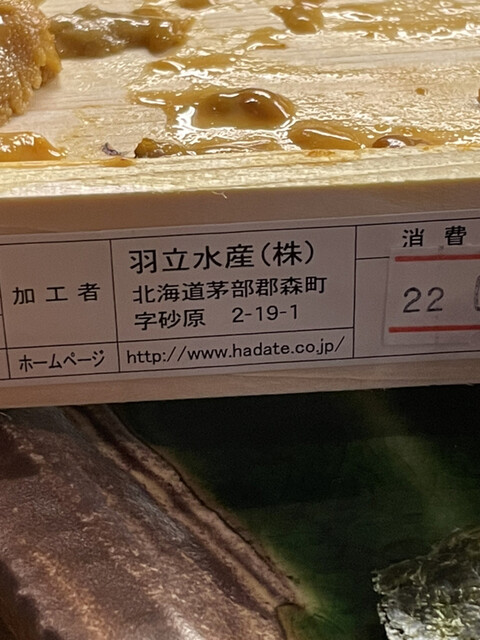 加工者
羽立水産(株)
北海道茅部郡森町
字砂原 2-19-1
ホームページ
http://www.hadate.co.jp/
消費
22